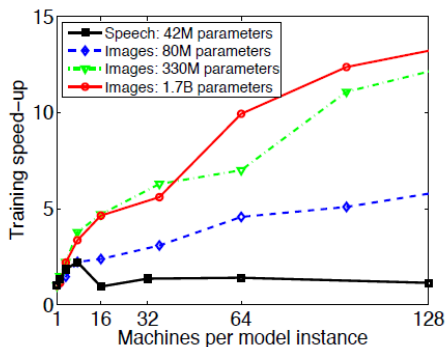 15
10
5
0
Training speed-up
Speech: 42M parameters
Images: 80M parameters
Images: 330M parameters
Images: 1.7B parameters
1 16 32 64 128
Machines per model instance